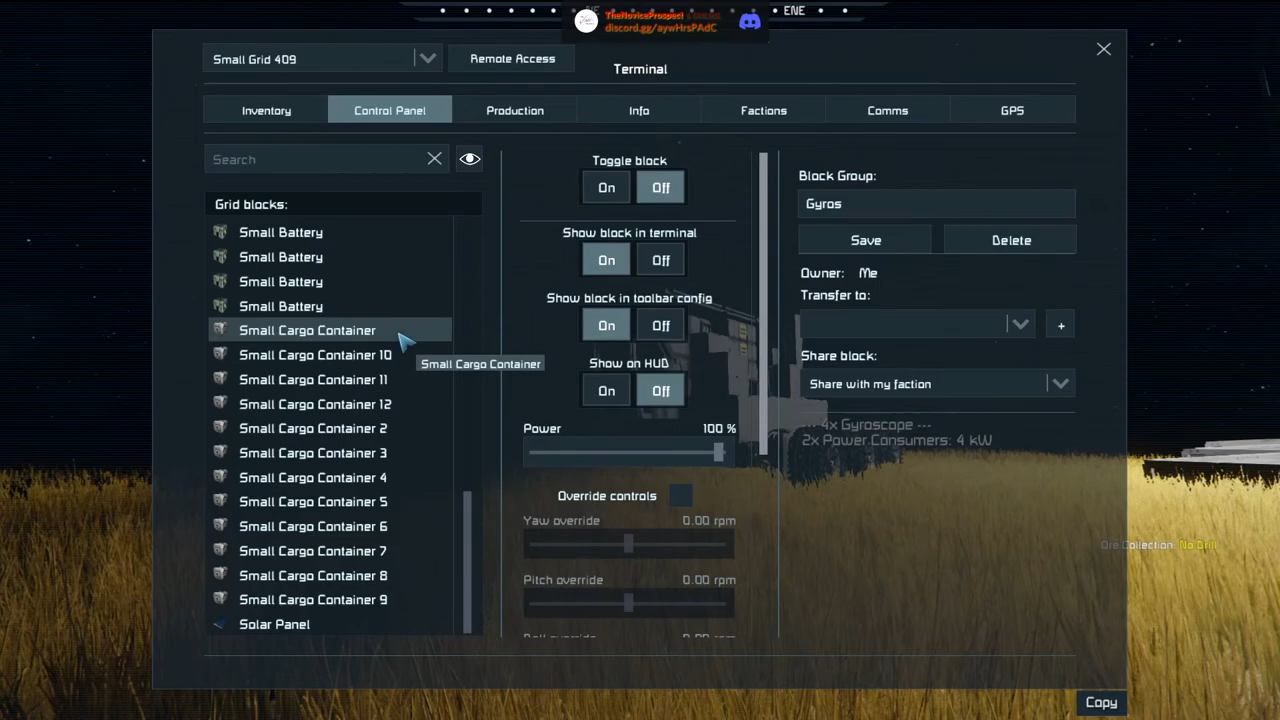 ENE
TheNoviceProspect
discord.gg/aywHrsPAdC
Small Grid 409
Remote Access
Terminal
Inventory
Control Panel
Production
Info
Factions
Comms
GPS
Search
Grid blocks:
Small Battery
Small Battery
Small Battery
Small Battery
Small Cargo Container
Small Cargo Container 10
Small Cargo Container 11
Small Cargo Container 12
Small Cargo Container 2
Small Cargo Container 3
Small Cargo Container 4
Small Cargo Container 5
Small Cargo Container 6
Small Cargo Container 7
Small Cargo Container 8
Small Cargo Container 9
Solar Panel
Small Cargo Container
Toggle block
On Off
Show block in terminal
On Off
Show block in toolbar config
On Off
Show on HUD
On Off
Power 100 %
Override controls
Yaw override 0.00 rpm
Pitch override 0.00 rpm
Block Group:
Gyros
Save Delete
Owner: Me
Transfer to:
+
Share block:
Share with my faction
--- 4x Gyroscope ---
2x Power Consumers: 4 kW
Ore Collection: No Drill
Copy